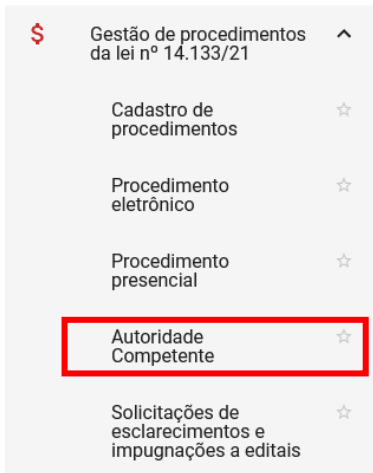 $ Gestão de procedimentos
da lei nº 14.133/21
Cadastro de
procedimentos
Procedimento
eletrônico
Procedimento
presencial
Autoridade
Competente
Solicitações de
esclarecimentos e
impugnações a editais